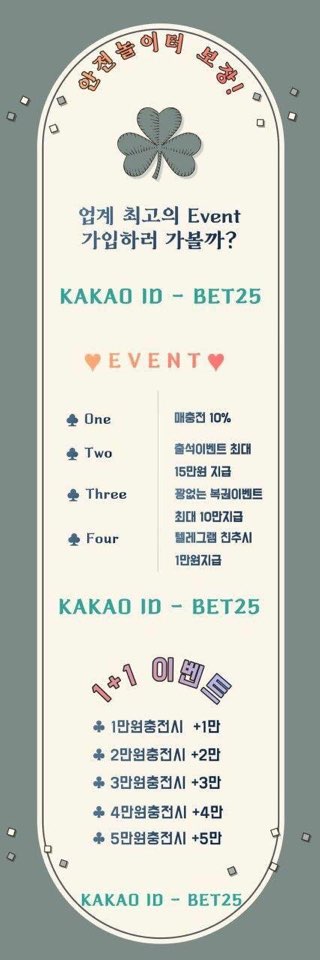 안전놀이터 보장!
업계 최고의 Event
가입하러 가볼까?
KAKAO ID - BET25
EVENT
One 매충전 10%
Two 출석이벤트 최대
15만원 지급
Three 꽝없는 복권이벤트
최대 10만지급
Four 텔레그램 친추시
1만원지급
KAKAO ID - BET25
1+1 이벤트
1만원충전시 +1만
2만원충전시 +2만
3만원충전시 +3만
4만원충전시 +4만
5만원충전시 +5만
KAKAO ID - BET25